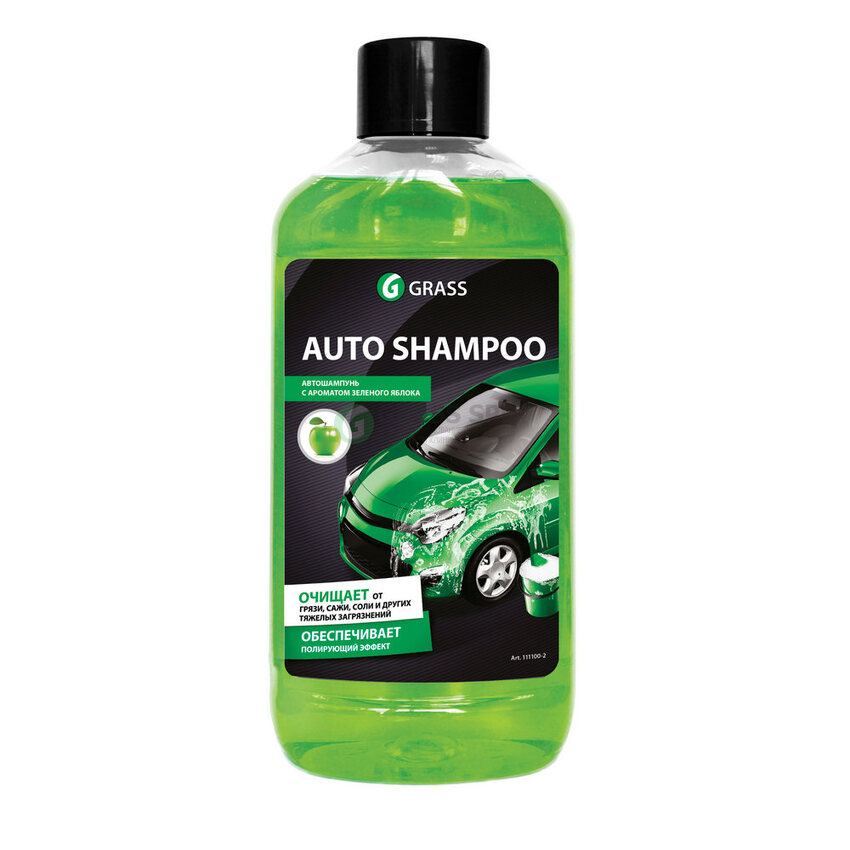 GRASS
AUTO SHAMPOO
АВТОШАМПУНЬ
С АРОМАТОМ ЗЕЛЕНОГО ЯБЛОКА
ОЧИЩАЕТ от
ГРЯЗИ, САЖИ, СОЛИ И ДРУГИХ
ТЯЖЕЛЫХ ЗАГРЯЗНЕНИЙ
ОБЕСПЕЧИВАЕТ
ПОЛИРУЮЩИЙ ЭФФЕКТ
Art. 111100-2